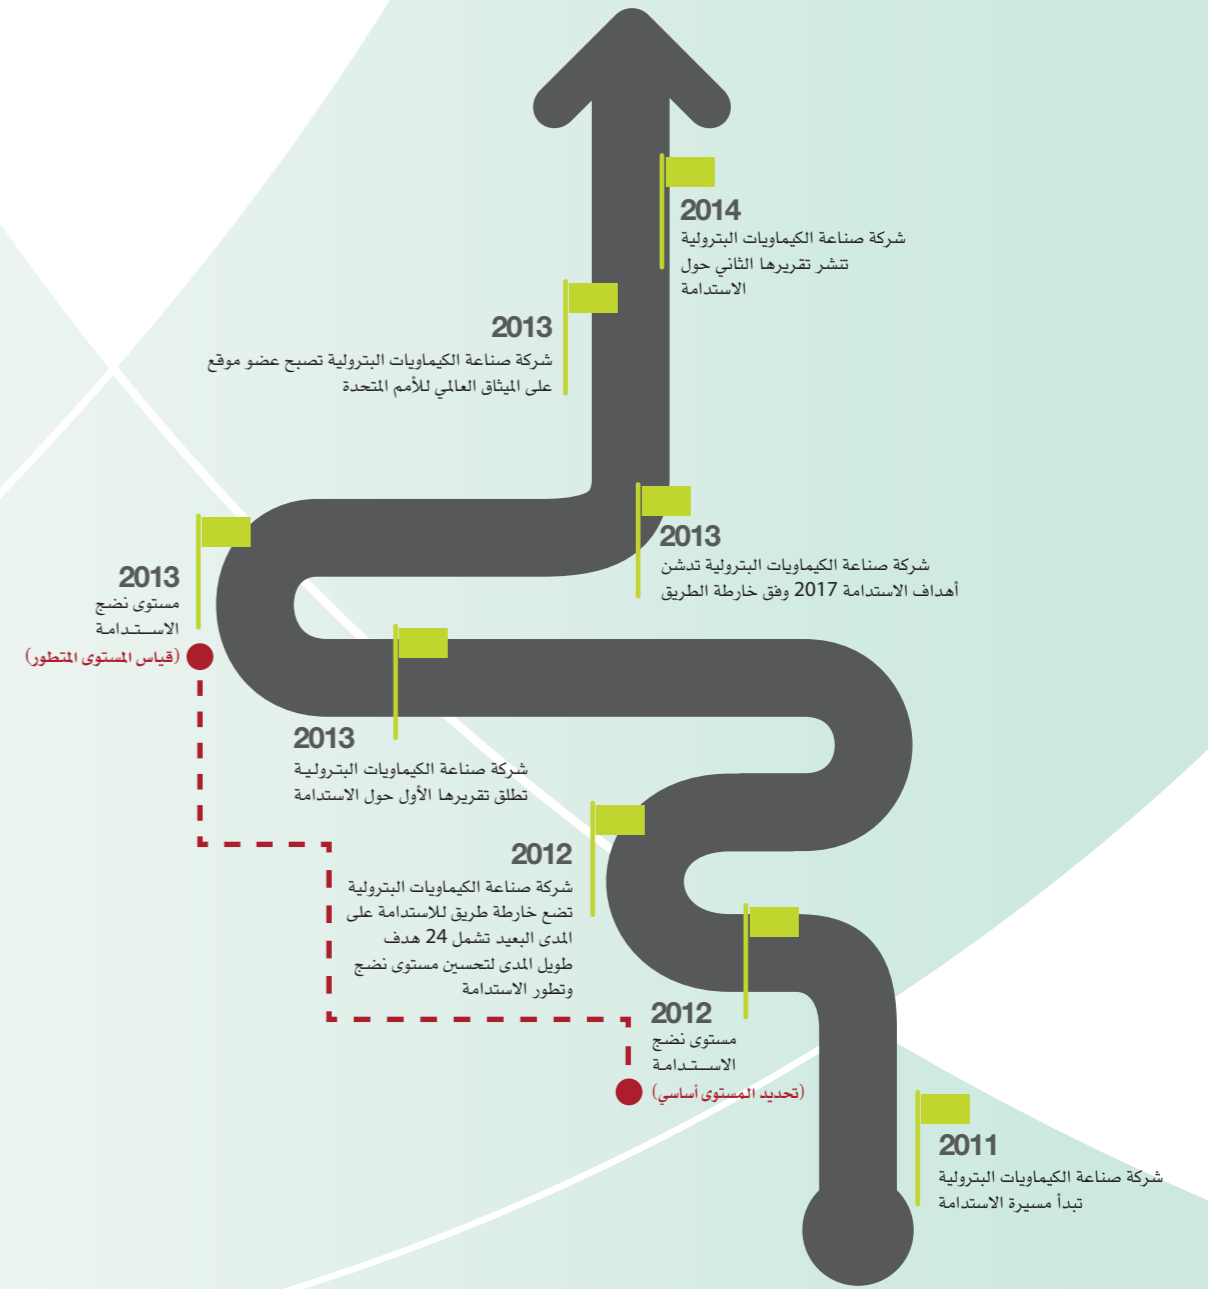 2014
شركة صناعة الكيماويات البترولية
تنشر تقريرها الثاني حول
الاستدامة
2013
شركة صناعة الكيماويات البترولية تصبح عضو موقع
على الميثاق العالمي للأمم المتحدة
2013
شركة صناعة الكيماويات البترولية تدشن
أهداف الاستدامة 2017 وفق خارطة الطريق
2013
مستوى نضج
الاستدامة
(قياس المستوى المتطور)
2013
شركة صناعة الكيماويات البترولية
تطلق تقريرها الأول حول الاستدامة
2012
شركة صناعة الكيماويات البترولية
تضع خارطة طريق للاستدامة على
المدى البعيد تشمل 24 هدف
طويل المدى لتحسين مستوى نضج
وتطور الاستدامة
2012
مستوى نضج
الاستدامة
(تحديد المستوى أساسي)
2011
شركة صناعة الكيماويات البترولية
تبدأ مسيرة الاستدامة